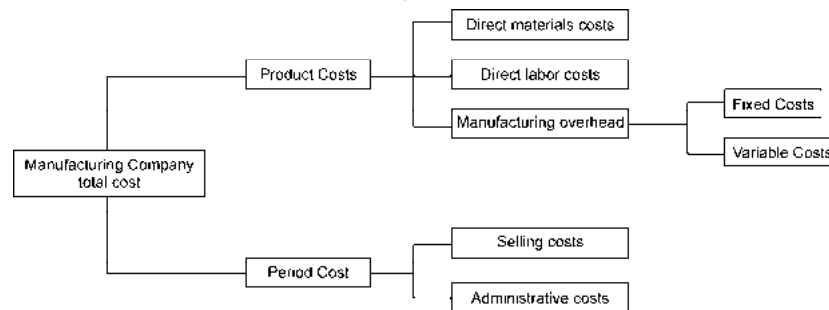 Direct materials costs
Product Costs
Direct labor costs
Manufacturing overhead
Fixed Costs
Variable Costs
Manufacturing Company
total cost
Selling costs
Period Cost
Administrative costs